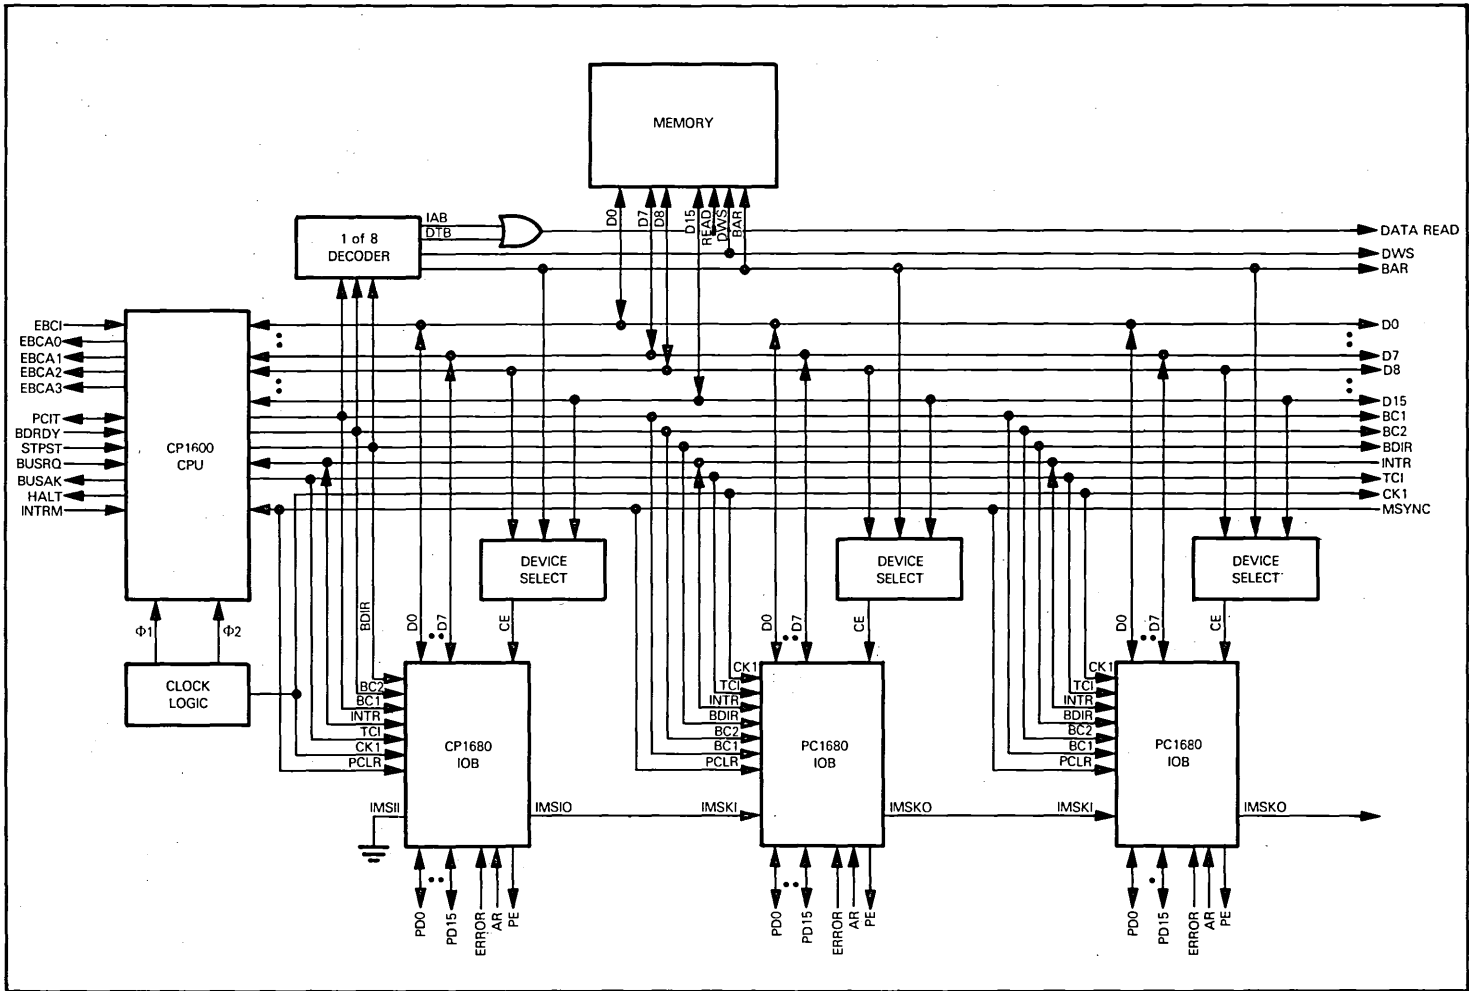 MEMORY
D0
D7
D8
D15
READ
DWS
BAR
1 of 8
DECODER
IAB
DTB
DATA READ
DWS
BAR
EBCI
EBCA0
EBCA1
EBCA2
EBCA3
PCIT
BDRDY
STPST
BUSRQ
BUSAK
HALT
INTRM
CP1600
CPU
D0
D7
D8
D15
BC1
BC2
BDIR
INTR
TCI
CK1
MSYNC
DEVICE
SELECT
DEVICE
SELECT
DEVICE
SELECT
Φ1
Φ2
CLOCK
LOGIC
BDIR
D0
D7
CE
BC2
BC1
INTR
TCI
CK1
PCLR
CP1680
IOB
IMSII
IMSIO
PD0
PD15
ERROR
AR
PE
D0
D7
CE
CK1
TCI
INTR
BDIR
BC2
BC1
PCLR
PC1680
IOB
IMSKI
IMSKO
PD0
PD15
ERROR
AR
PE
D0
D7
CE
CK1
TCI
INTR
BDIR
BC2
BC1
PCLR
PC1680
IOB
IMSKI
IMSKO
PD0
PD15
ERROR
AR
PE